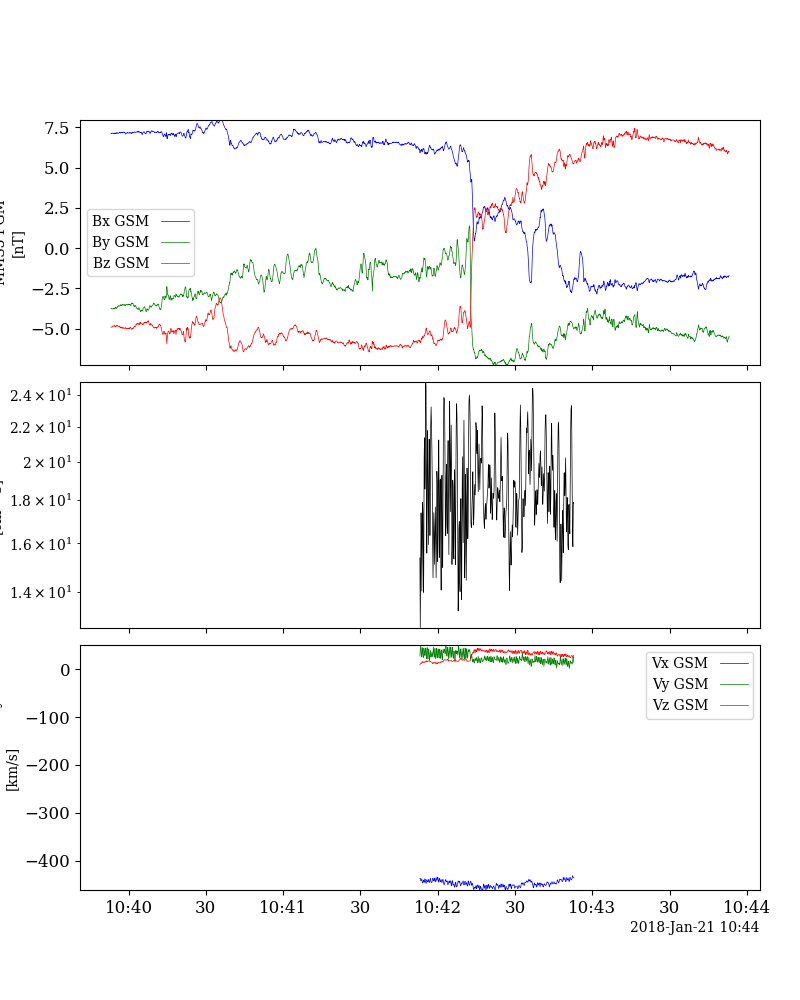 7.5
5.0
2.5
0.0
−2.5
−5.0
[nT]
Bx GSM
By GSM
Bz GSM
2.4 × 10¹
2.2 × 10¹
2 × 10¹
1.8 × 10¹
1.6 × 10¹
1.4 × 10¹
0
−100
−200
−300
−400
[km/s]
Vx GSM
Vy GSM
Vz GSM
10:40 30 10:41 30 10:42 30 10:43 30 10:44
2018-Jan-21 10:44